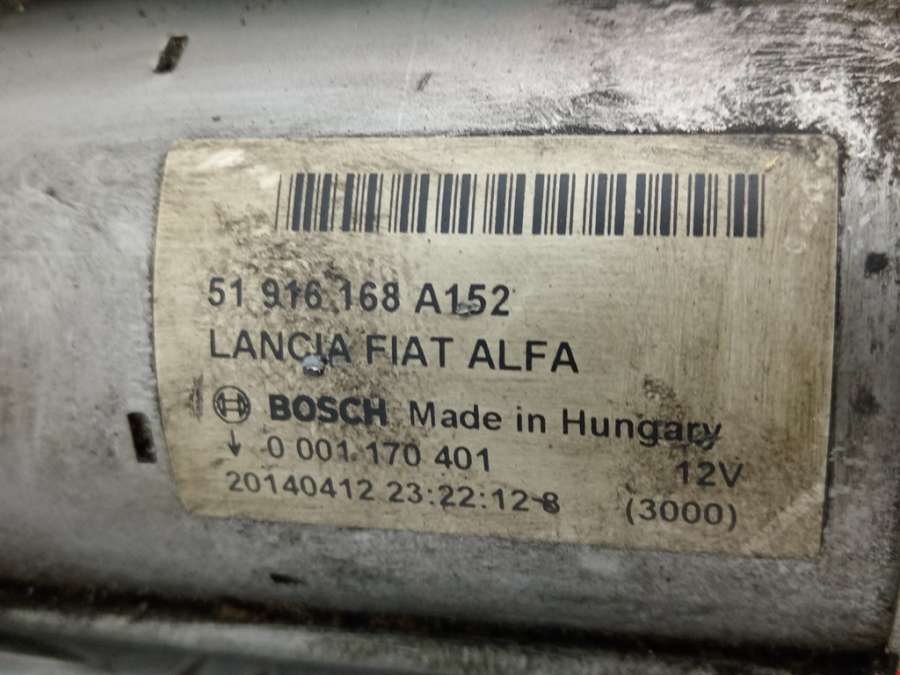 51 916 168 A152
LANCIA FIAT ALFA
BOSCH Made in Hungary
0 001 170 401 12V
20140412 23:22:12-8 (3000)